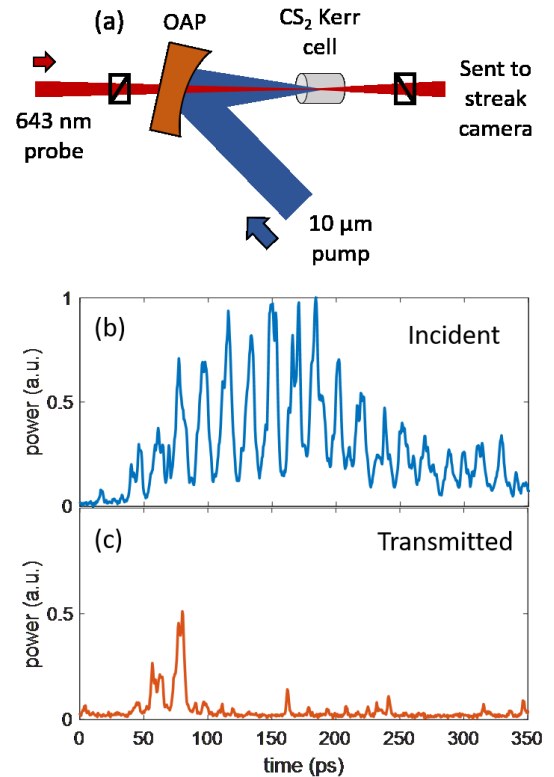 (a)
OAP
CS₂ Kerr
cell
643 nm
probe
Sent to
streak
camera
10 µm
pump
(b)
Incident
power (a.u.)
1
0.5
0
(c)
Transmitted
power (a.u.)
0.5
0
0 50 100 150 200 250 300 350
time (ps)